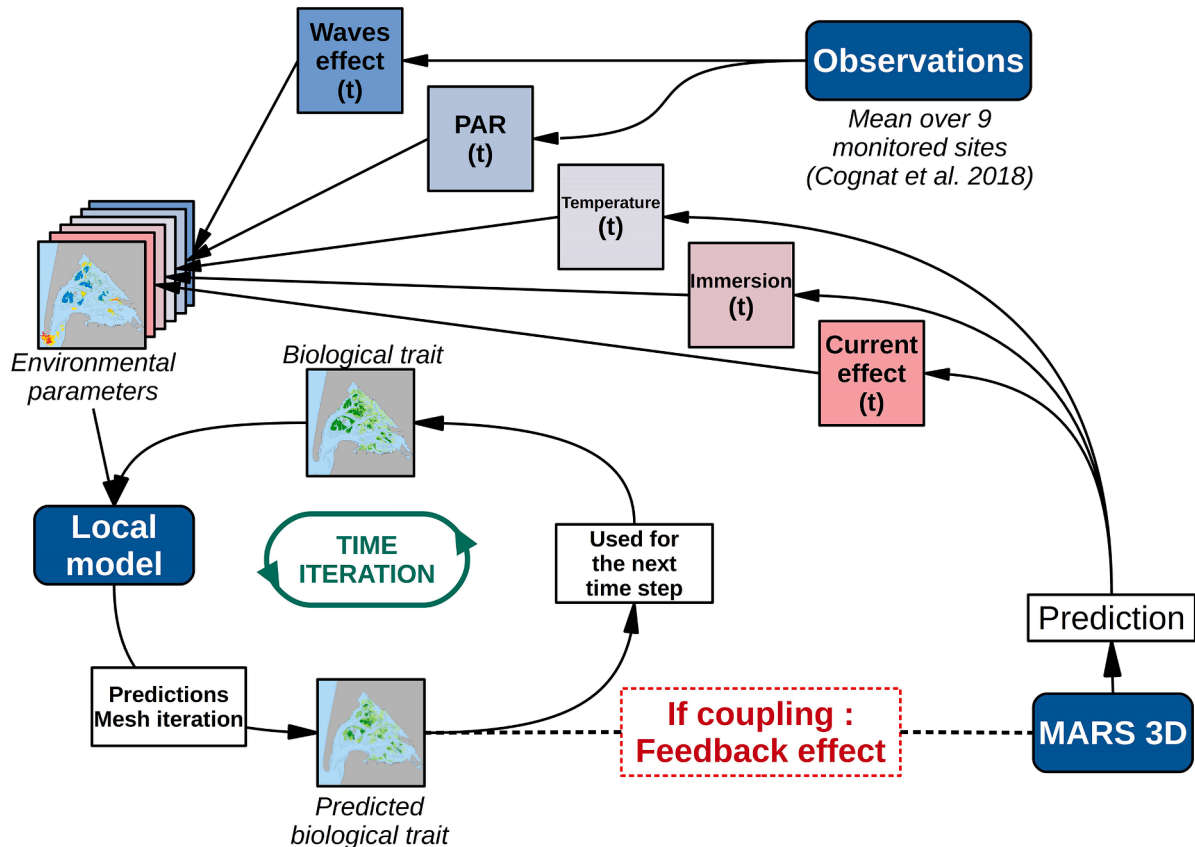 Waves
effect
(t)
Observations
Mean over 9
monitored sites
(Cognat et al. 2018)
PAR
(t)
Temperature
(t)
Immersion
(t)
Current
effect
(t)
Environmental
parameters
Biological trait
Local
model
TIME
ITERATION
Used for
the next
time step
Prediction
Predictions
Mesh iteration
If coupling :
Feedback effect
MARS 3D
Predicted
biological trait